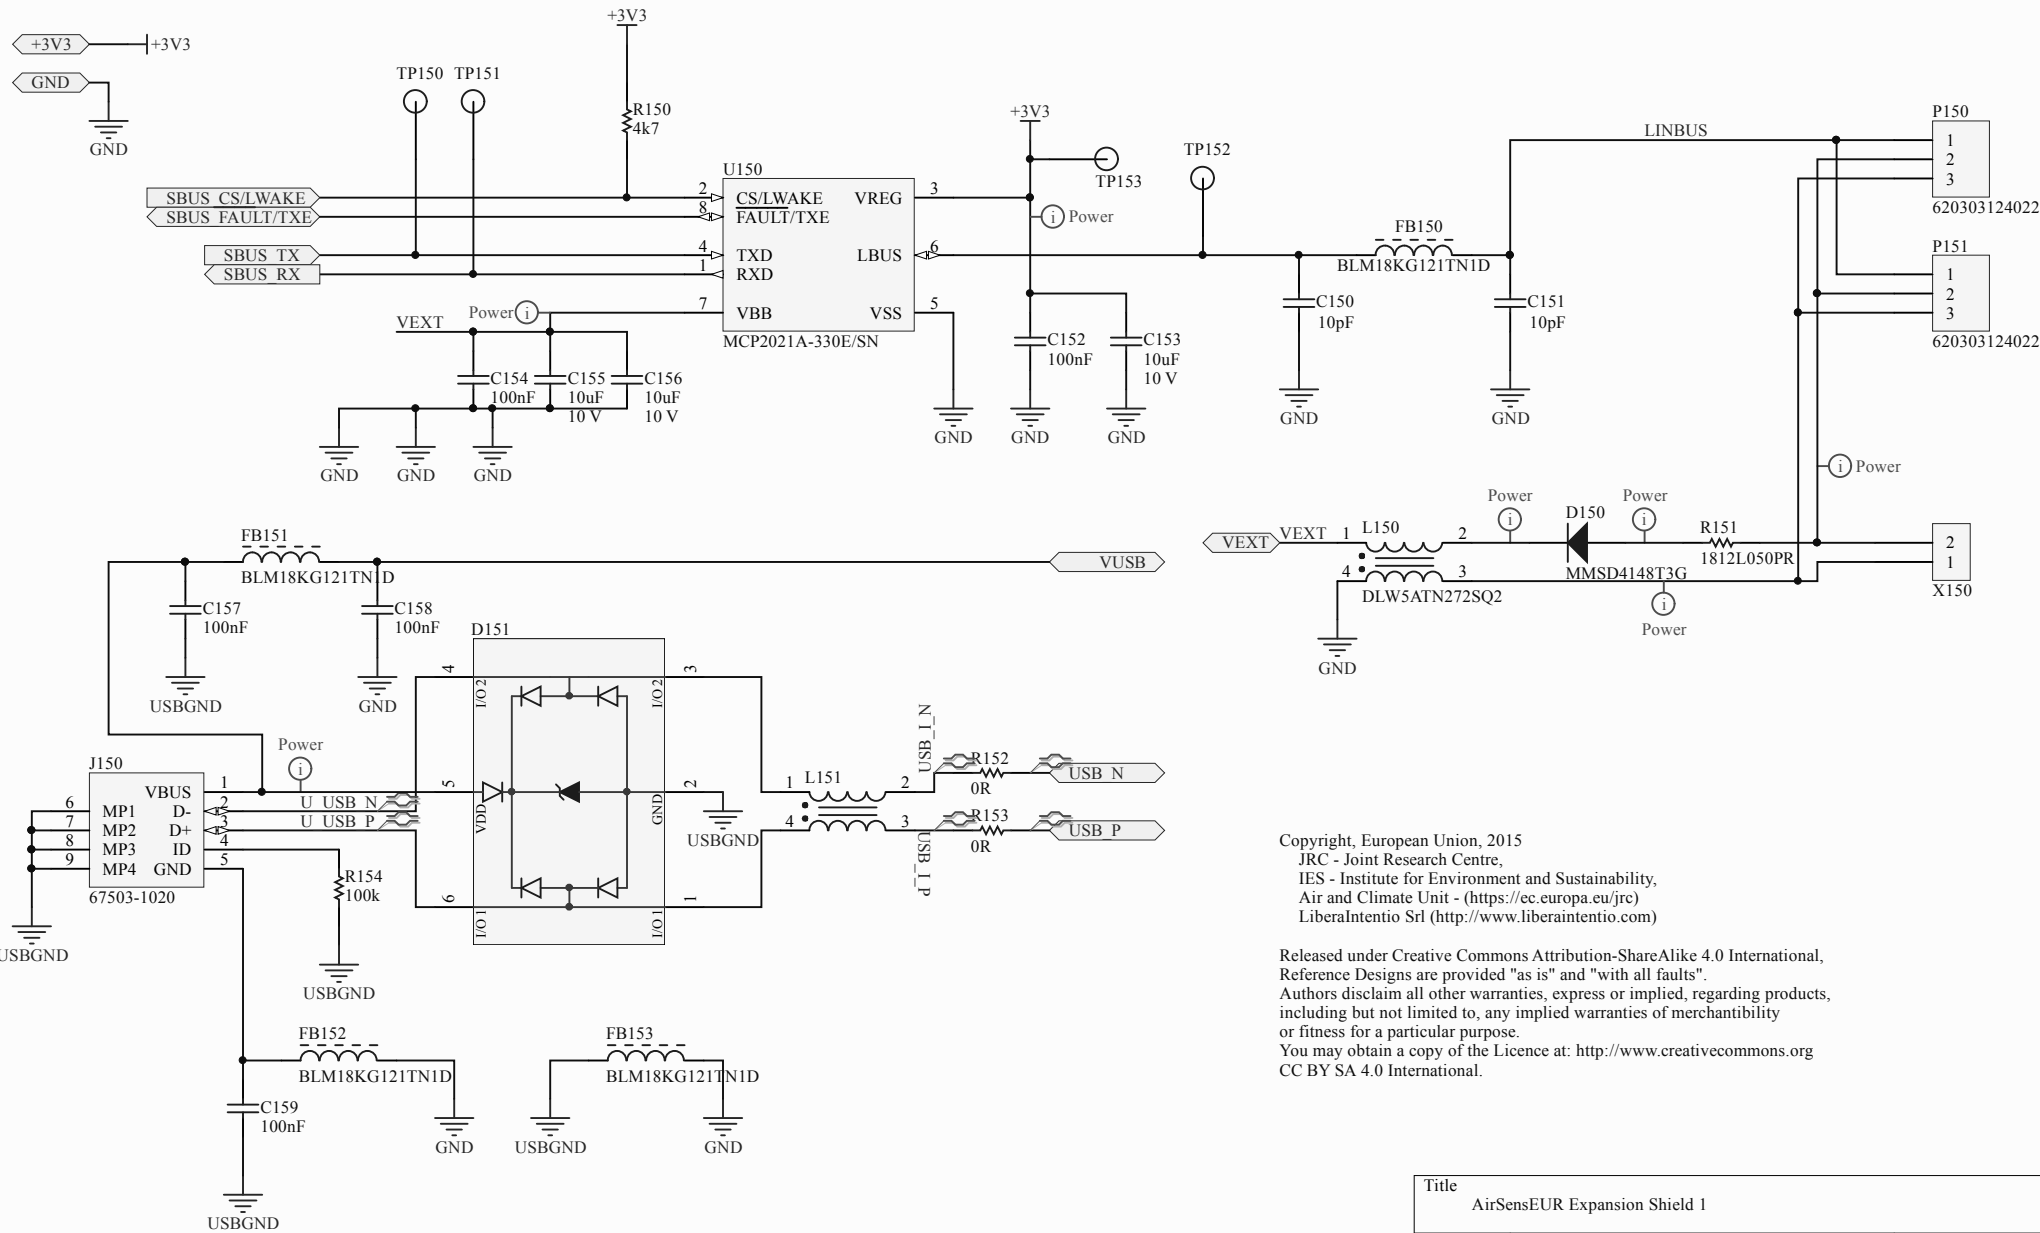 +3V3
+3V3
GND
GND
+3V3
R150
4k7
TP150
TP151
SBUS_CS/LWAKE
SBUS_FAULT/TXE
SBUS_TX
SBUS_RX
U150
2
CS/LWAKE
8
FAULT/TXE
4
TXD
1
RXD
7
VBB
VREG
3
LBUS
6
VSS
5
MCP2021A-330E/SN
+3V3
TP153
i
Power
TP152
FB150
BLM18KG121TN1D
LINBUS
P150
1
2
3
620303124022
P151
1
2
3
620303124022
Power
i
VEXT
C154
100nF
C155
10uF
10 V
C156
10uF
10 V
GND
GND
GND
GND
C152
100nF
GND
C153
10uF
10 V
GND
C150
10pF
GND
C151
10pF
GND
i
Power
VEXT
VEXT
1
L150
2
4
3
DLW5ATN272SQ2
GND
Power
i
D150
MMSD4148T3G
Power
i
R151
1812L050PR
i
Power
2
1
X150
FB151
BLM18KG121TN1D
VUSB
C157
100nF
USBGND
C158
100nF
GND
D151
4
I/O 2
3
I/O 2
5
VDD
2
GND
USBGND
6
I/O 1
1
I/O 1
Power
i
J150
VBUS
1
D-
2
D+
3
ID
4
GND
5
6
MP1
7
MP2
8
MP3
9
MP4
67503-1020
USBGND
U_USB_N
U_USB_P
R154
100k
USBGND
1
L151
2
4
3
USB_I_N
USB_I_P
R152
0R
USB_N
R153
0R
USB_P
FB152
BLM18KG121TN1D
GND
C159
100nF
USBGND
FB153
BLM18KG121TN1D
USBGND
GND
Copyright, European Union, 2015
JRC - Joint Research Centre,
IES - Institute for Environment and Sustainability,
Air and Climate Unit - (https://ec.europa.eu/jrc)
LiberaIntentio Srl (http://www.liberaintentio.com)
Released under Creative Commons Attribution-ShareAlike 4.0 International,
Reference Designs are provided "as is" and "with all faults".
Authors disclaim all other warranties, express or implied, regarding products,
including but not limited to, any implied warranties of merchantibility
or fitness for a particular purpose.
You may obtain a copy of the Licence at: http://www.creativecommons.org
CC BY SA 4.0 International.
Title
AirSensEUR Expansion Shield 1